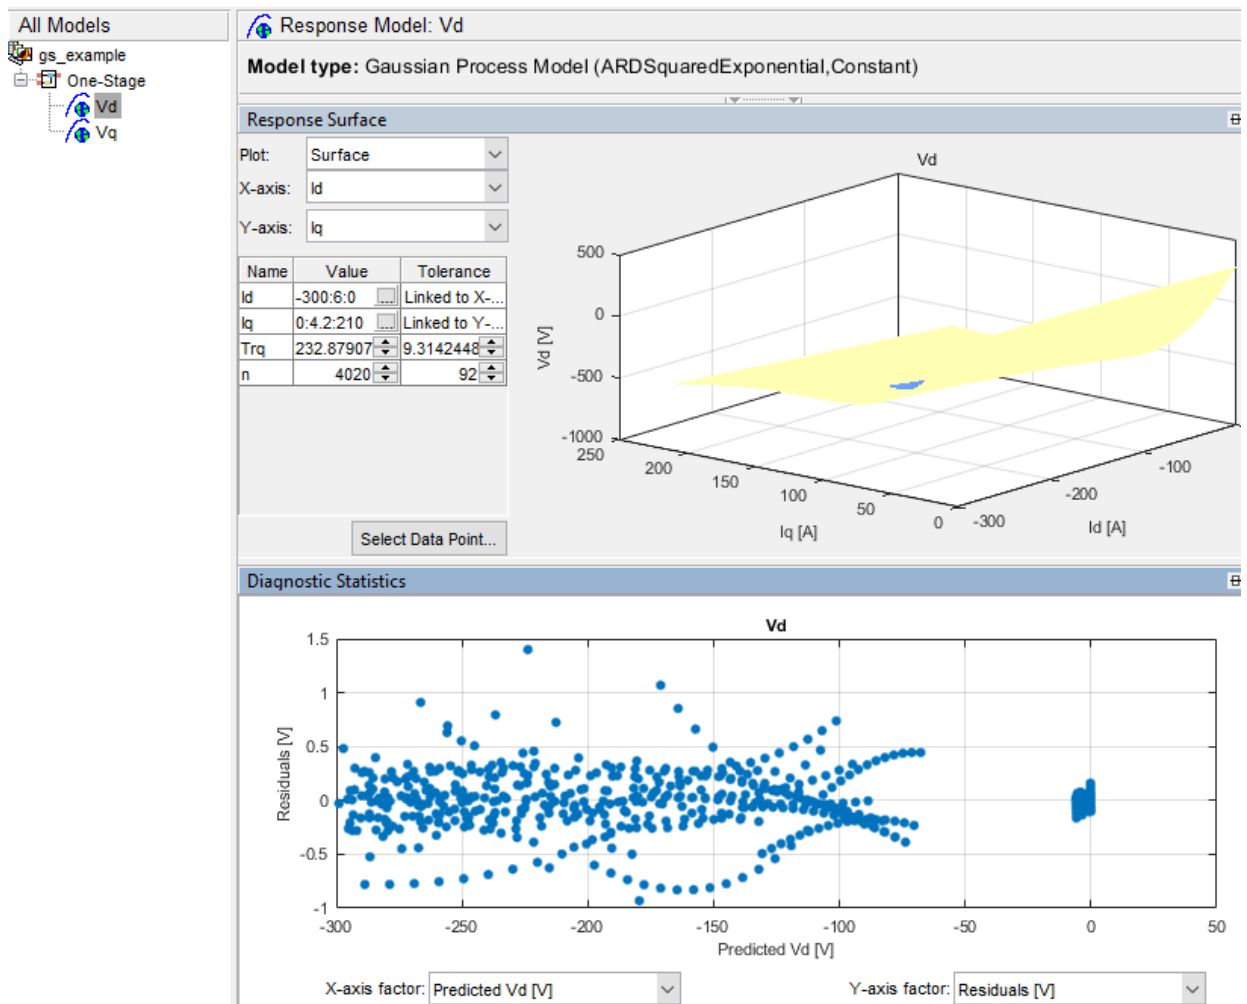 All Models
gs_example
One-Stage
Vd
Vq
Response Model: Vd
Model type: Gaussian Process Model (ARDSquaredExponential,Constant)
Response Surface
Plot: Surface
X-axis: Id
Y-axis: Iq
Name Value Tolerance
Id -300:6:0 ... Linked to X-...
Iq 0:4.2:210 ... Linked to Y-...
Trq 232.87907 9.3142448
n 4020 92
Select Data Point...
Vd
500
0
-500
-1000
Vd [V]
250 200 150 100 50 0
Iq [A]
-300 -200 -100
Id [A]
Diagnostic Statistics
Vd
1.5
1
0.5
0
-0.5
-1
Residuals [V]
-300 -250 -200 -150 -100 -50 0 50
Predicted Vd [V]
X-axis factor: Predicted Vd [V] Y-axis factor: Residuals [V]